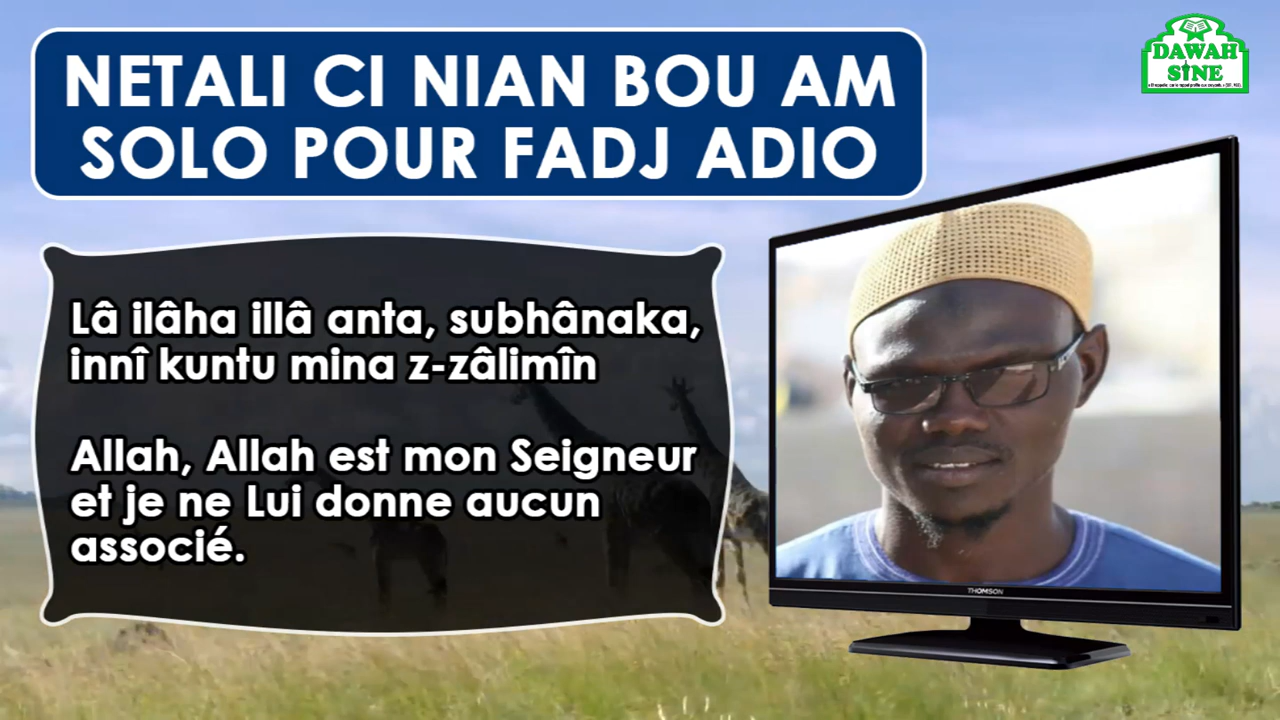 NETALI CI NIAN BOU AM
SOLO POUR FADJ ADIO
DAWAH
SINE
Lâ ilâha illâ anta, subhânaka,
innî kuntu mina z-zâlimîn
Allah, Allah est mon Seigneur
et je ne Lui donne aucun
associé.
THOMSON